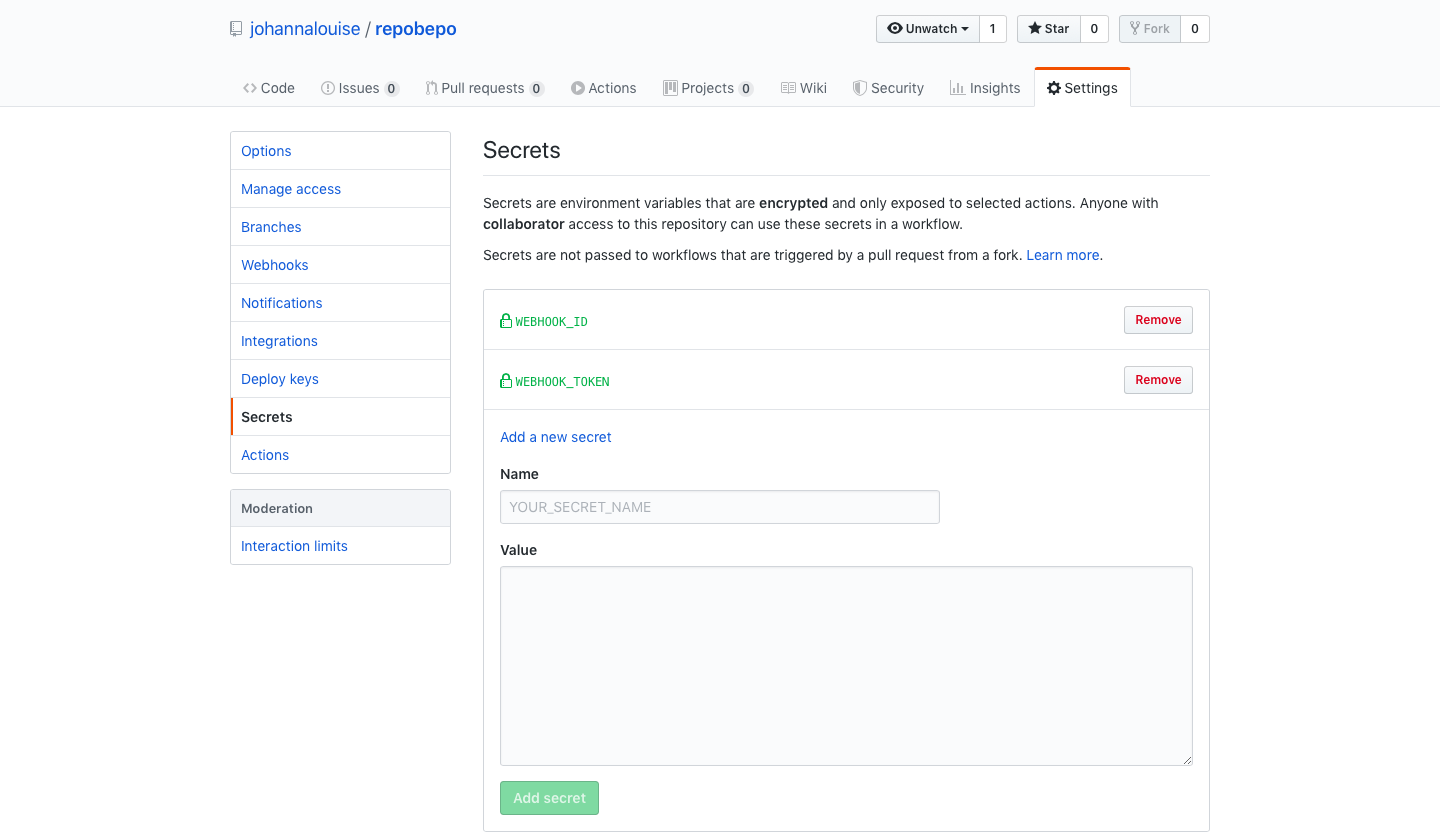 johannalouise / repobepo
Unwatch 1 Star 0 Fork 0
Code Issues 0 Pull requests 0 Actions Projects 0 Wiki Security Insights Settings
Options
Manage access
Branches
Webhooks
Notifications
Integrations
Deploy keys
Secrets
Actions
Moderation
Interaction limits
Secrets
Secrets are environment variables that are encrypted and only exposed to selected actions. Anyone with
collaborator access to this repository can use these secrets in a workflow.
Secrets are not passed to workflows that are triggered by a pull request from a fork. Learn more.
WEBHOOK_ID Remove
WEBHOOK_TOKEN Remove
Add a new secret
Name
YOUR_SECRET_NAME
Value
Add secret